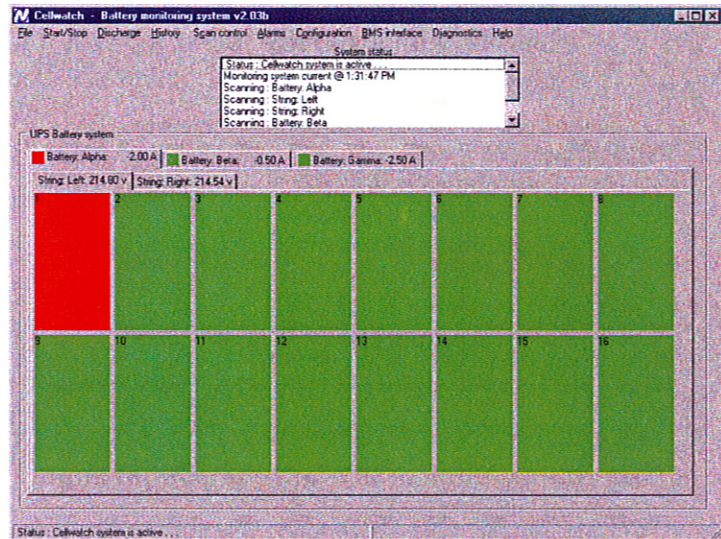 Cellwatch - Battery monitoring system v2.03b
File Start/Stop Discharge History Scan control Alarms Configuration BMS interface Diagnostics Help
System status
Status : Cellwatch system is active . . .
Monitoring system current @ 1:31:47 PM
Scanning : Battery: Alpha
Scanning : String: Left
Scanning : String: Right
Scanning : Battery: Beta
UPS Battery system
Battery: Alpha: -2.00 A Battery: Beta: -0.50 A Battery: Gamma: -2.50 A
String: Left: 214.80 v String: Right: 214.54 v
1 2 3 4 5 6 7 8
9 10 11 12 13 14 15 16
Status : Cellwatch system is active . . .